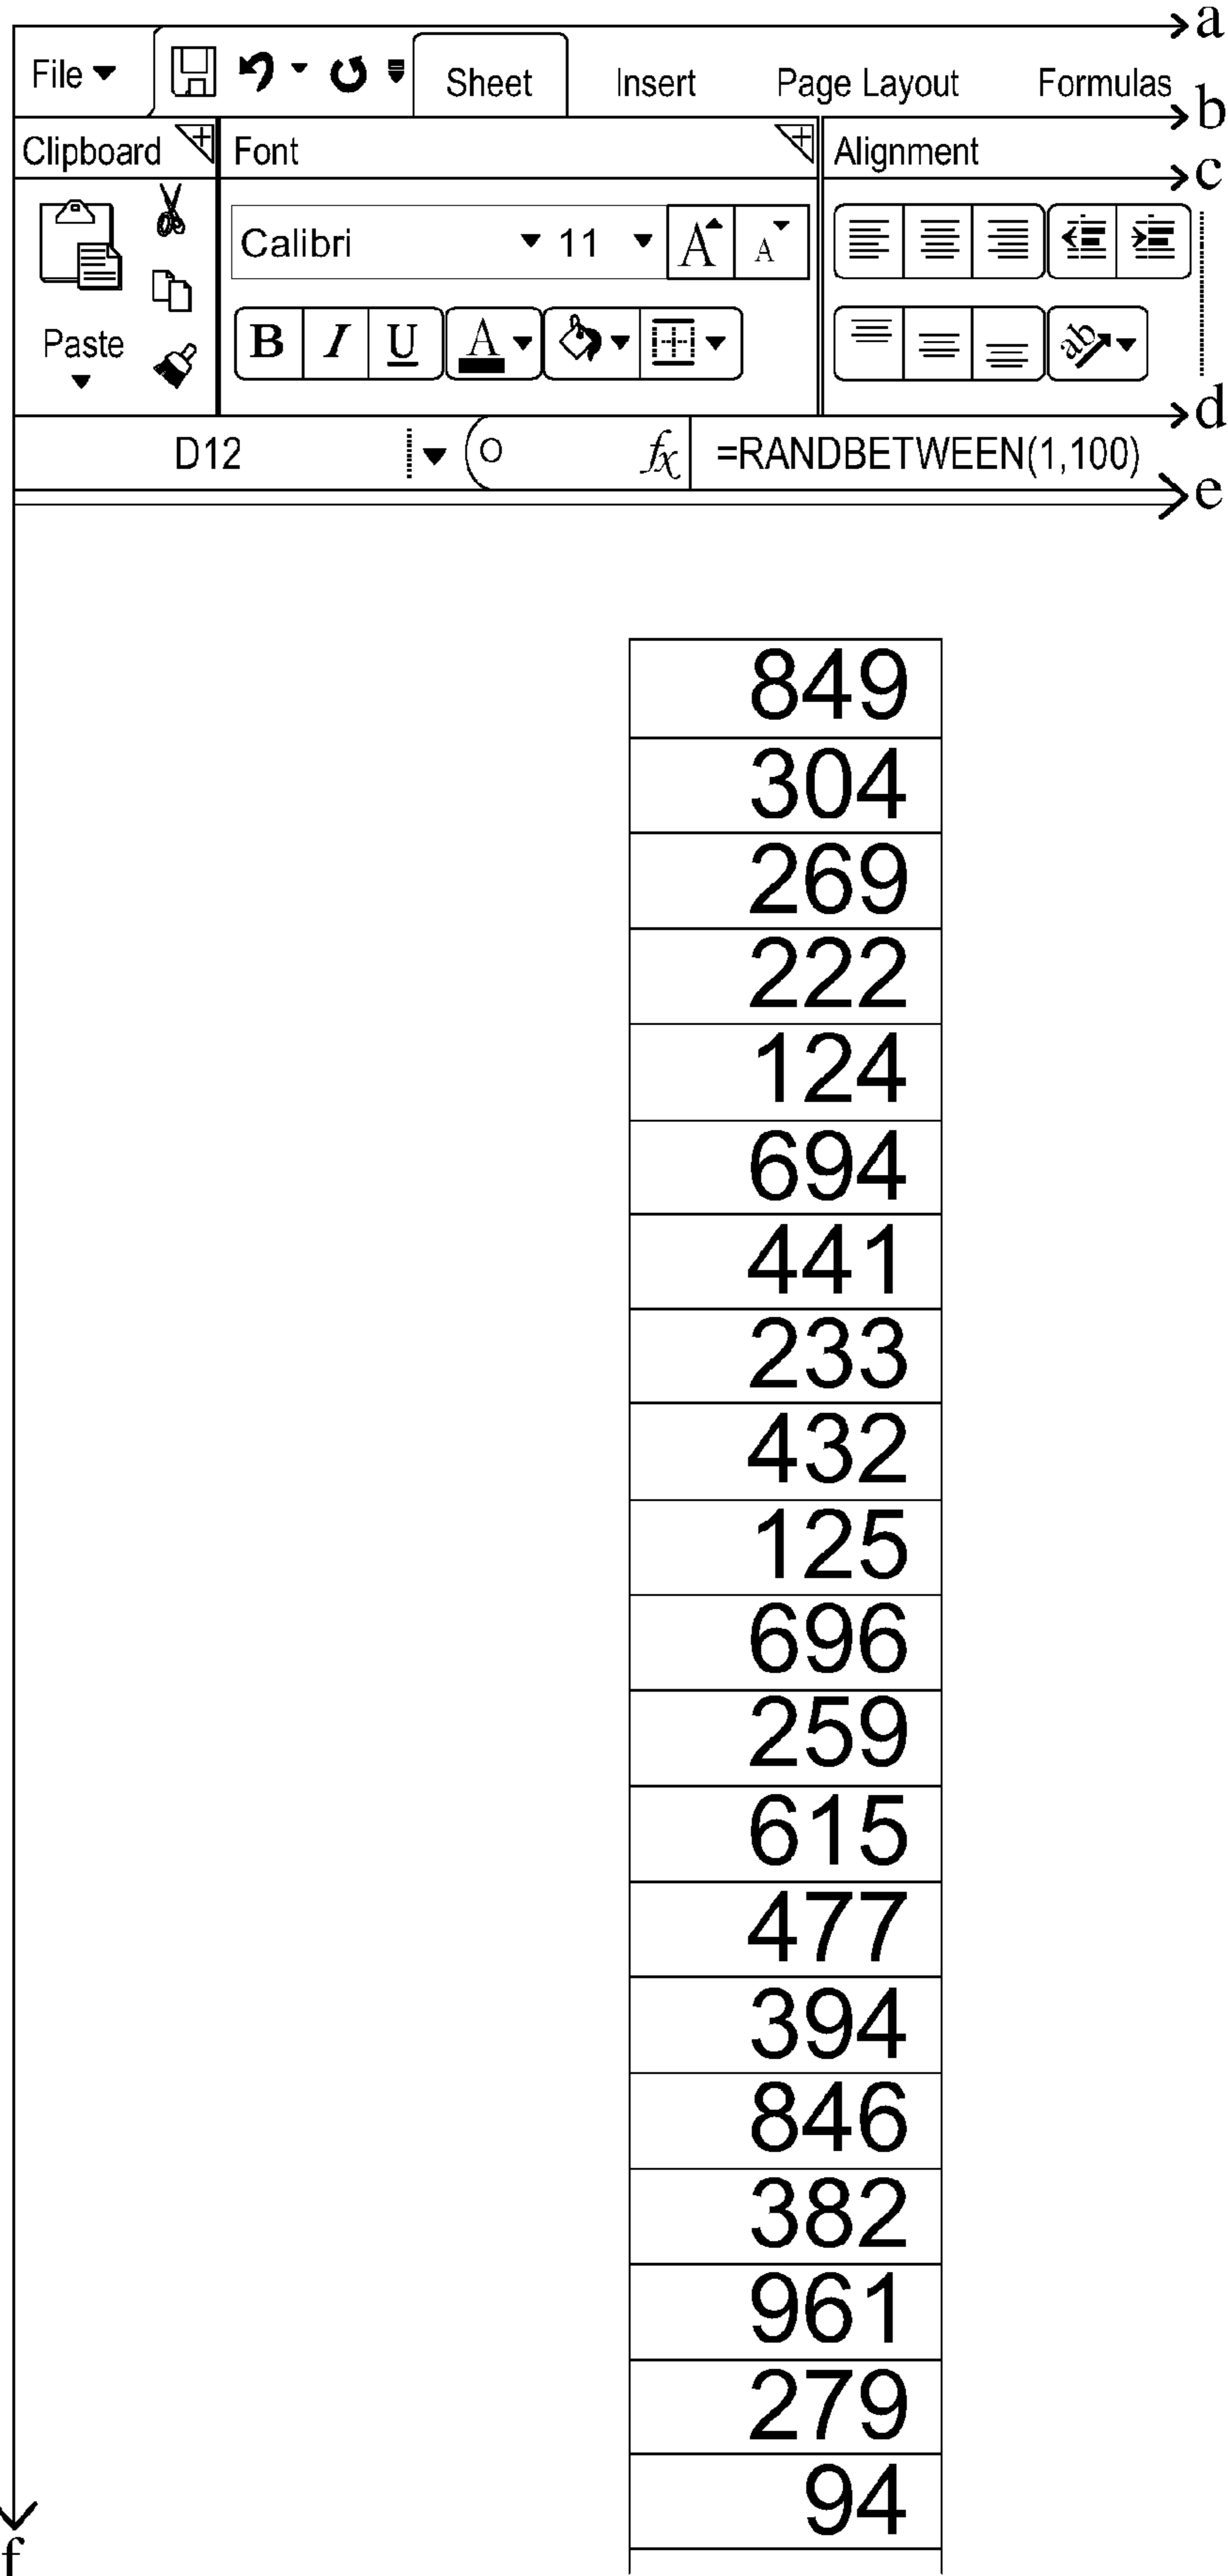 a
File Sheet Insert Page Layout Formulas
b
Clipboard Font Alignment
c
Calibri 11 A A
Paste B I U A ab
d
D12 fx =RANDBETWEEN(1,100)
e
849
304
269
222
124
694
441
233
432
125
696
259
615
477
394
846
382
961
279
94
f